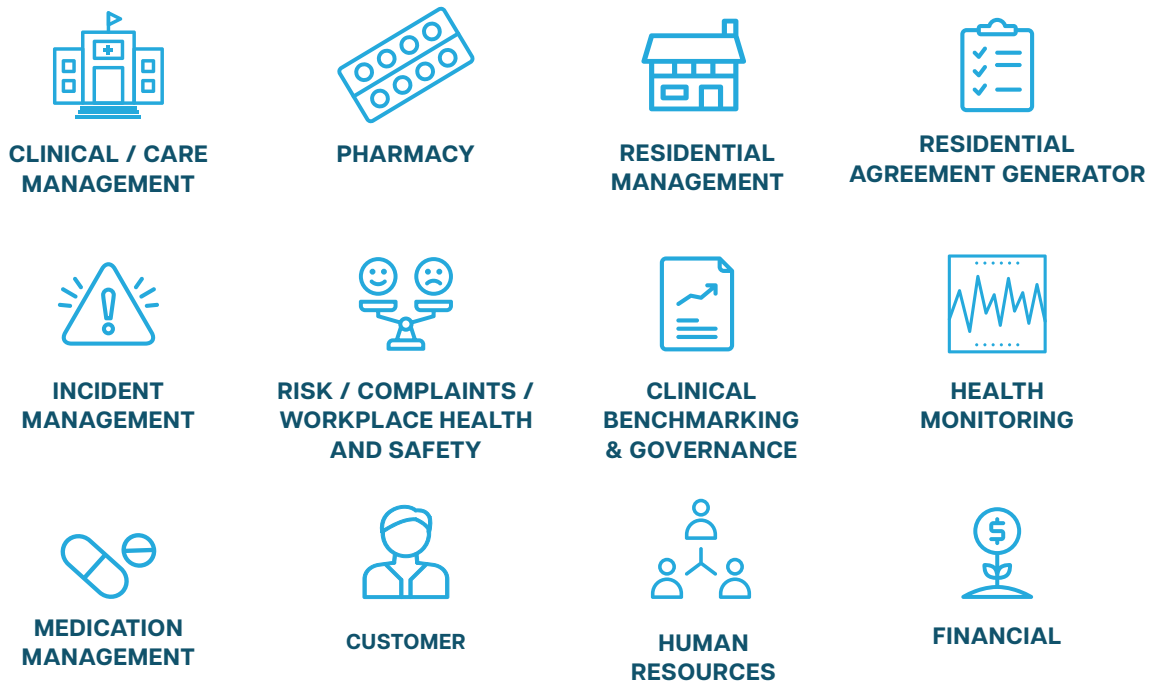 CLINICAL / CARE
MANAGEMENT
PHARMACY
RESIDENTIAL
MANAGEMENT
RESIDENTIAL
AGREEMENT GENERATOR
INCIDENT
MANAGEMENT
RISK / COMPLAINTS /
WORKPLACE HEALTH
AND SAFETY
CLINICAL
BENCHMARKING
& GOVERNANCE
HEALTH
MONITORING
MEDICATION
MANAGEMENT
CUSTOMER
HUMAN
RESOURCES
$
FINANCIAL